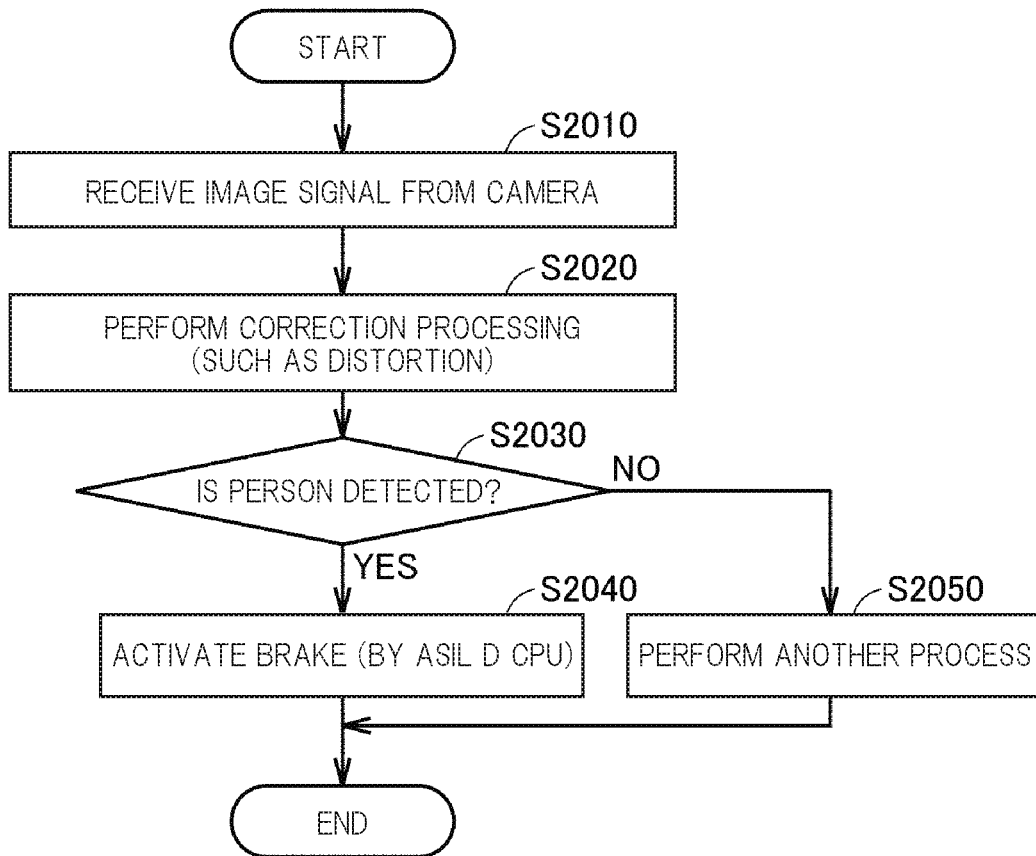 START
S2010
RECEIVE IMAGE SIGNAL FROM CAMERA
S2020
PERFORM CORRECTION PROCESSING
(SUCH AS DISTORTION)
S2030
IS PERSON DETECTED?
NO
YES
S2040
ACTIVATE BRAKE (BY ASIL D CPU)
S2050
PERFORM ANOTHER PROCESS
END